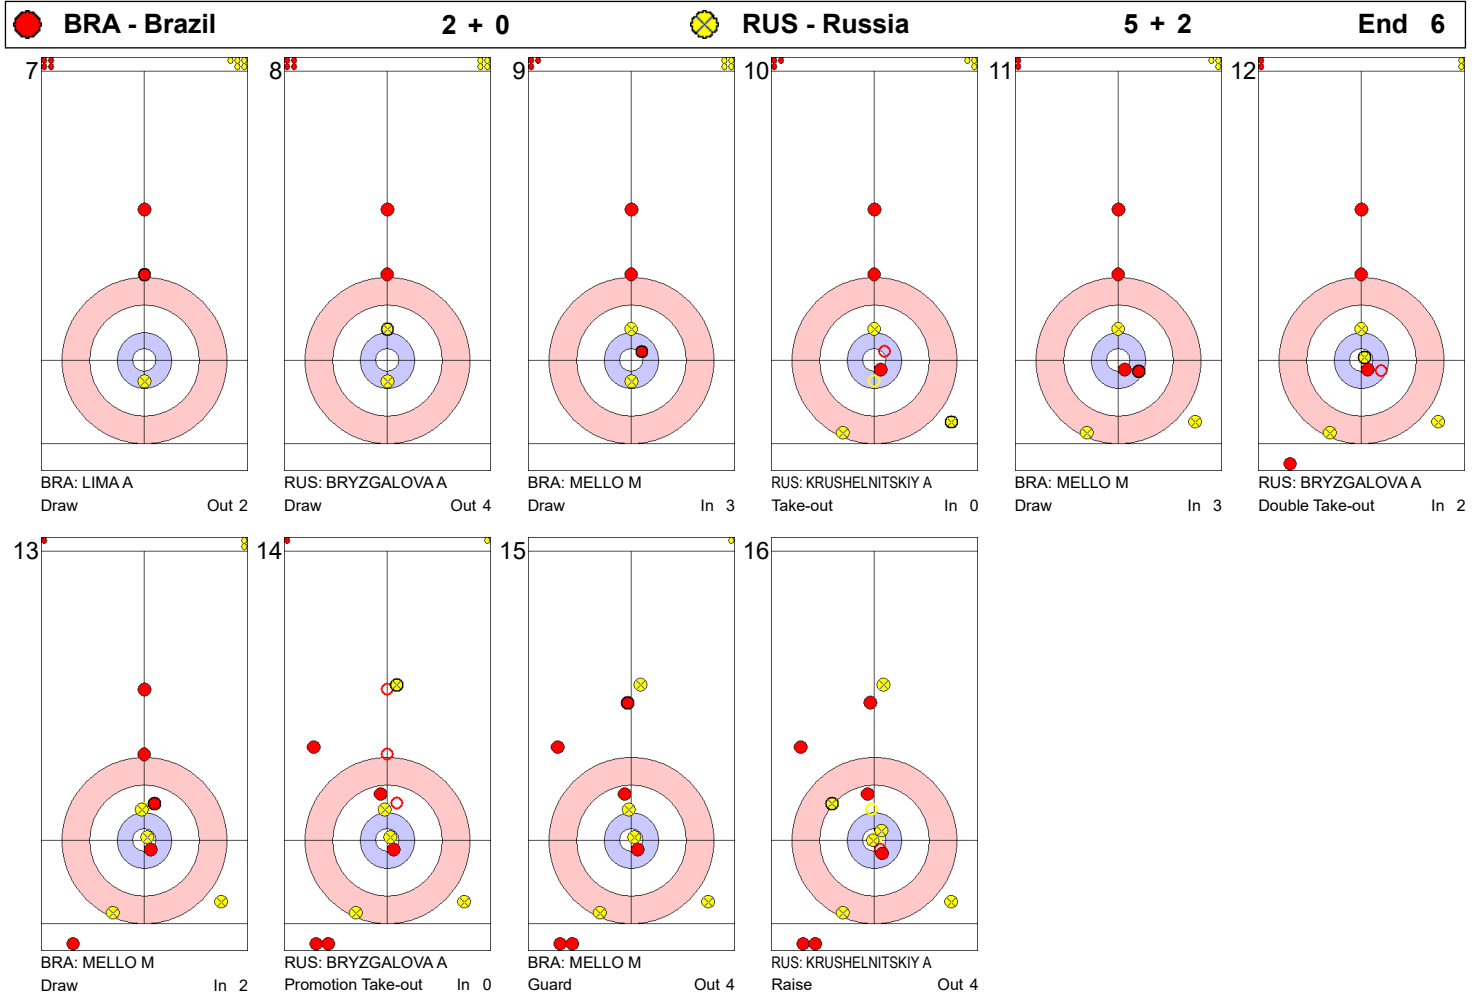 BRA - Brazil 2 + 0 RUS - Russia 5 + 2 End 6
7 8 9 10 11 12
BRA: LIMA A RUS: BRYZGALOVA A BRA: MELLO M RUS: KRUSHELNITSKIY A BRA: MELLO M RUS: BRYZGALOVA A
Draw Out 2 Draw Out 4 Draw In 3 Take-out In 0 Draw In 3 Double Take-out In 2
13 14 15 16
BRA: MELLO M RUS: BRYZGALOVA A BRA: MELLO M RUS: KRUSHELNITSKIY A
Draw In 2 Promotion Take-out In 0 Guard Out 4 Raise Out 4